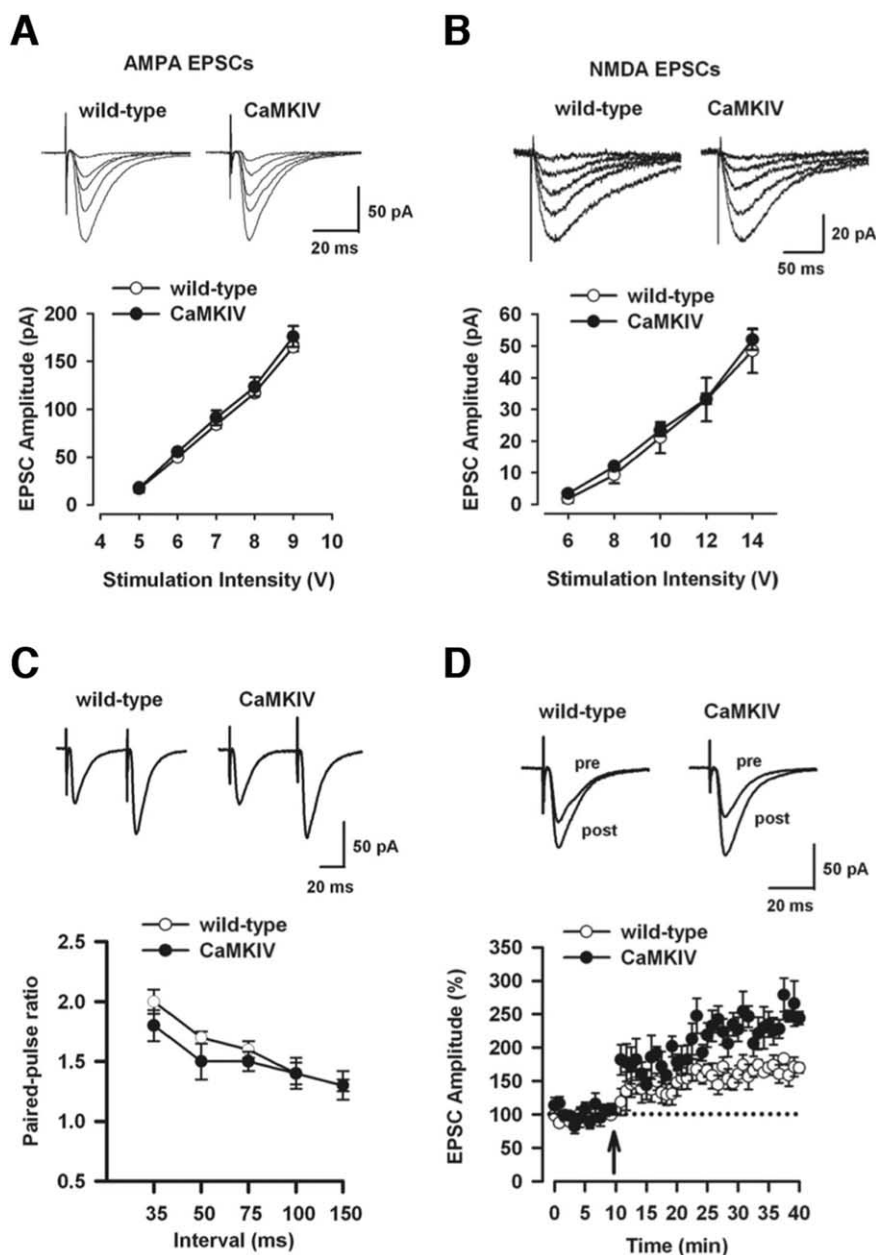 A
AMPA EPSCs
wild-type CaMKIV
50 pA
20 ms
wild-type
CaMKIV
EPSC Amplitude (pA)
200
150
100
50
0
4 5 6 7 8 9 10
Stimulation Intensity (V)
B
NMDA EPSCs
wild-type CaMKIV
20 pA
50 ms
wild-type
CaMKIV
EPSC Amplitude (pA)
60
50
40
30
20
10
0
6 8 10 12 14
Stimulation Intensity (V)
C
wild-type CaMKIV
50 pA
20 ms
wild-type
CaMKIV
Paired-pulse ratio
2.5
2.0
1.5
1.0
0.5
35 50 75 100 150
Interval (ms)
D
wild-type CaMKIV
pre pre
post post
50 pA
20 ms
wild-type
CaMKIV
EPSC Amplitude (%)
350
300
250
200
150
100
50
0
0 5 10 15 20 25 30 35 40
Time (min)